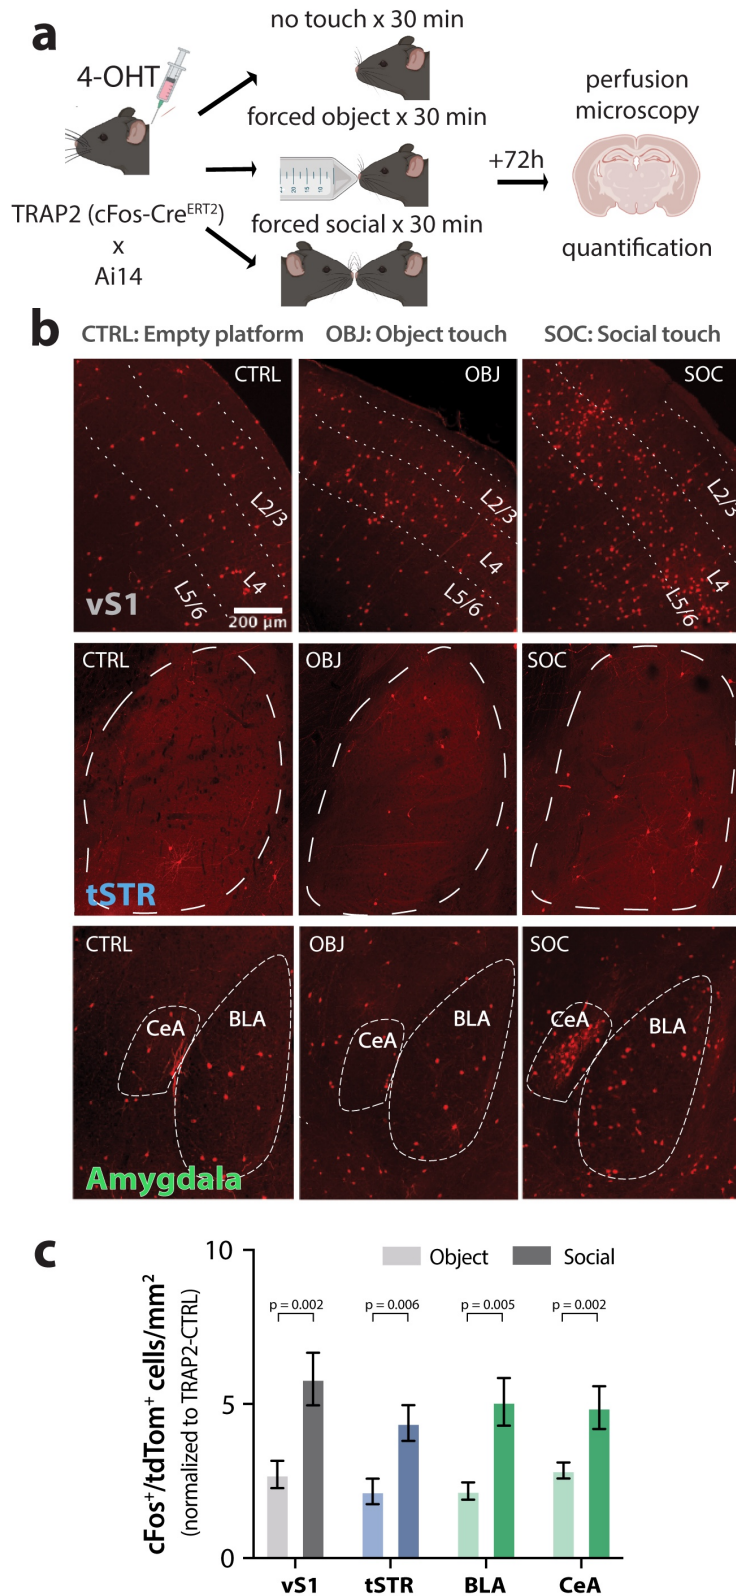 a
no touch x 30 min
4-OHT
forced object x 30 min
perfusion
microscopy
+72h
TRAP2 (cFos-CreERT2)
x
Ai14
forced social x 30 min
quantification
b
CTRL: Empty platform OBJ: Object touch SOC: Social touch
CTRL OBJ SOC
L2/3 L2/3 L2/3
L4 L4 L4
L5/6 L5/6 L5/6
vS1
200 μm
CTRL OBJ SOC
tSTR
CTRL OBJ SOC
CeA BLA CeA BLA CeA BLA
Amygdala
c
cFos+/tdTom+ cells/mm2
(normalized to TRAP2-CTRL)
10
5
0
Object Social
p = 0.002 p = 0.006 p = 0.005 p = 0.002
vS1 tSTR BLA CeA